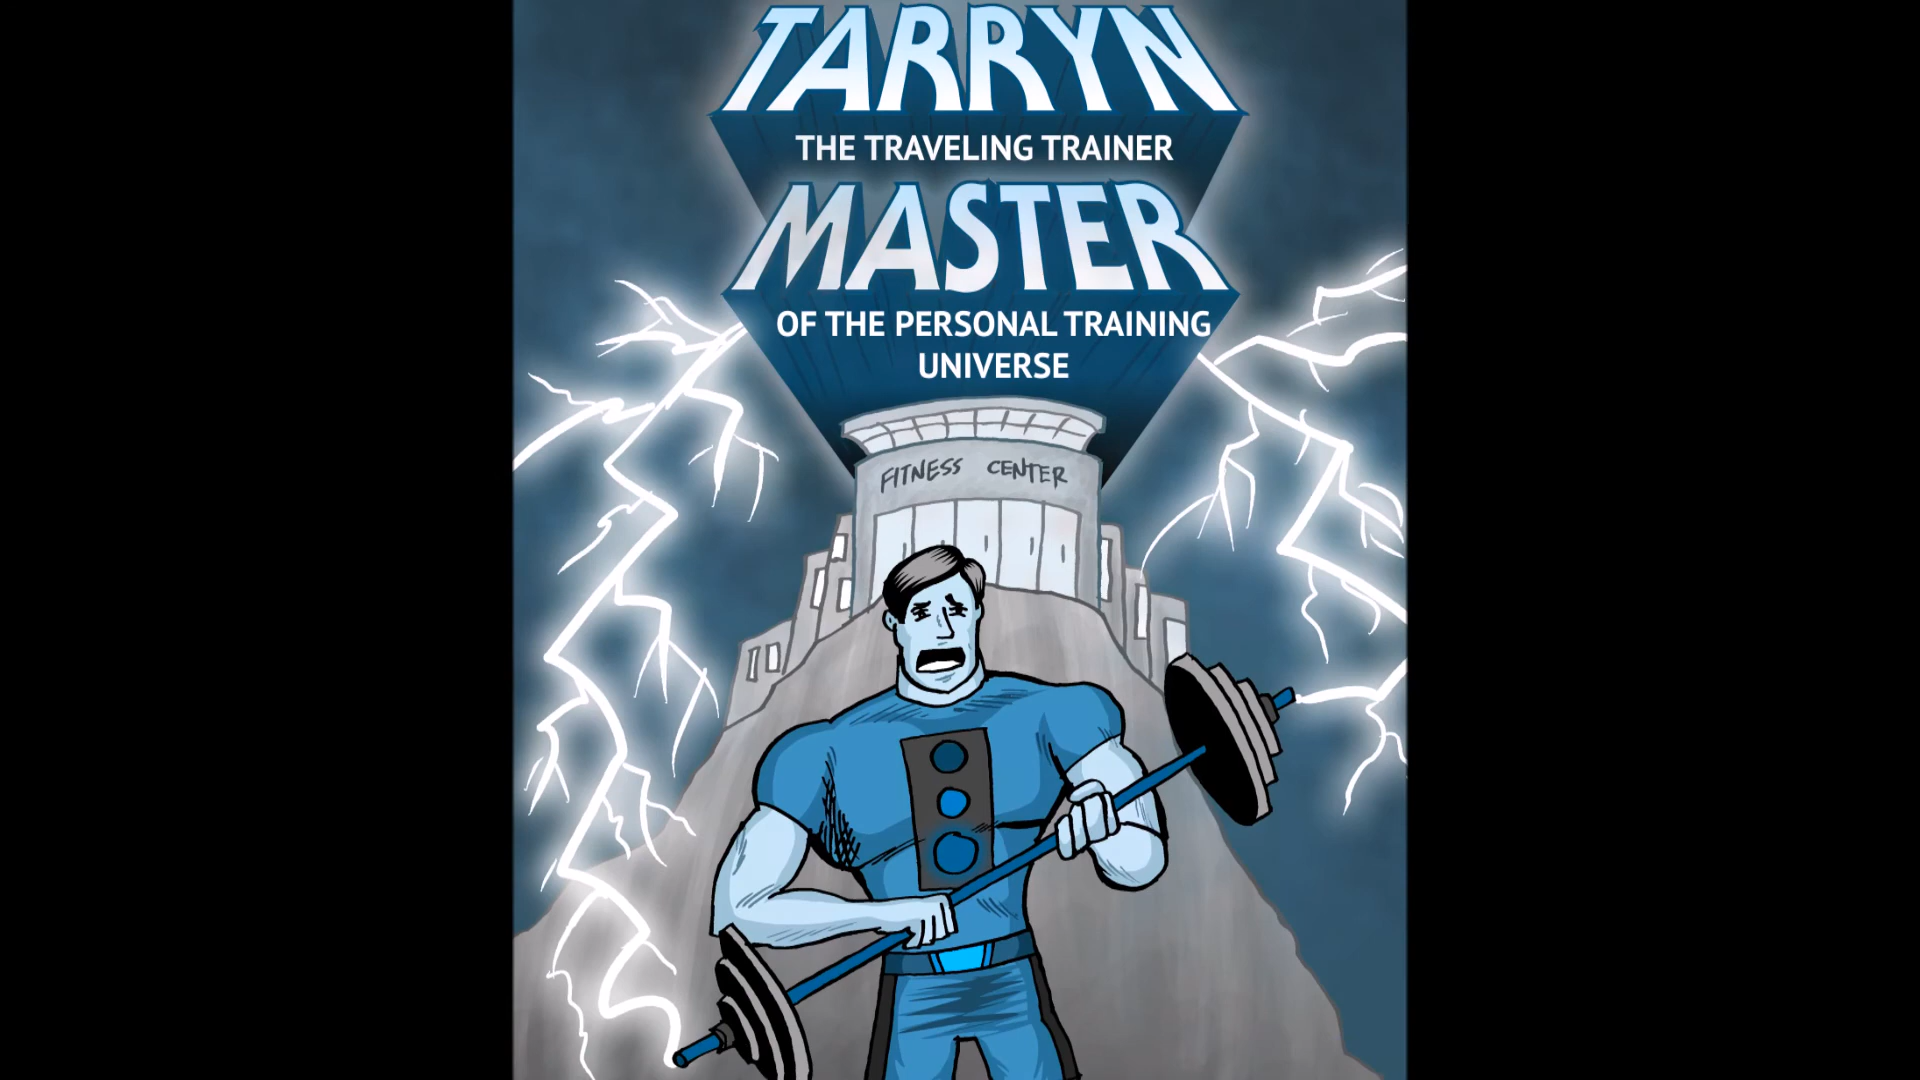 TARRYN
THE TRAVELING TRAINER
MASTER
OF THE PERSONAL TRAINING
UNIVERSE
FITNESS CENTER